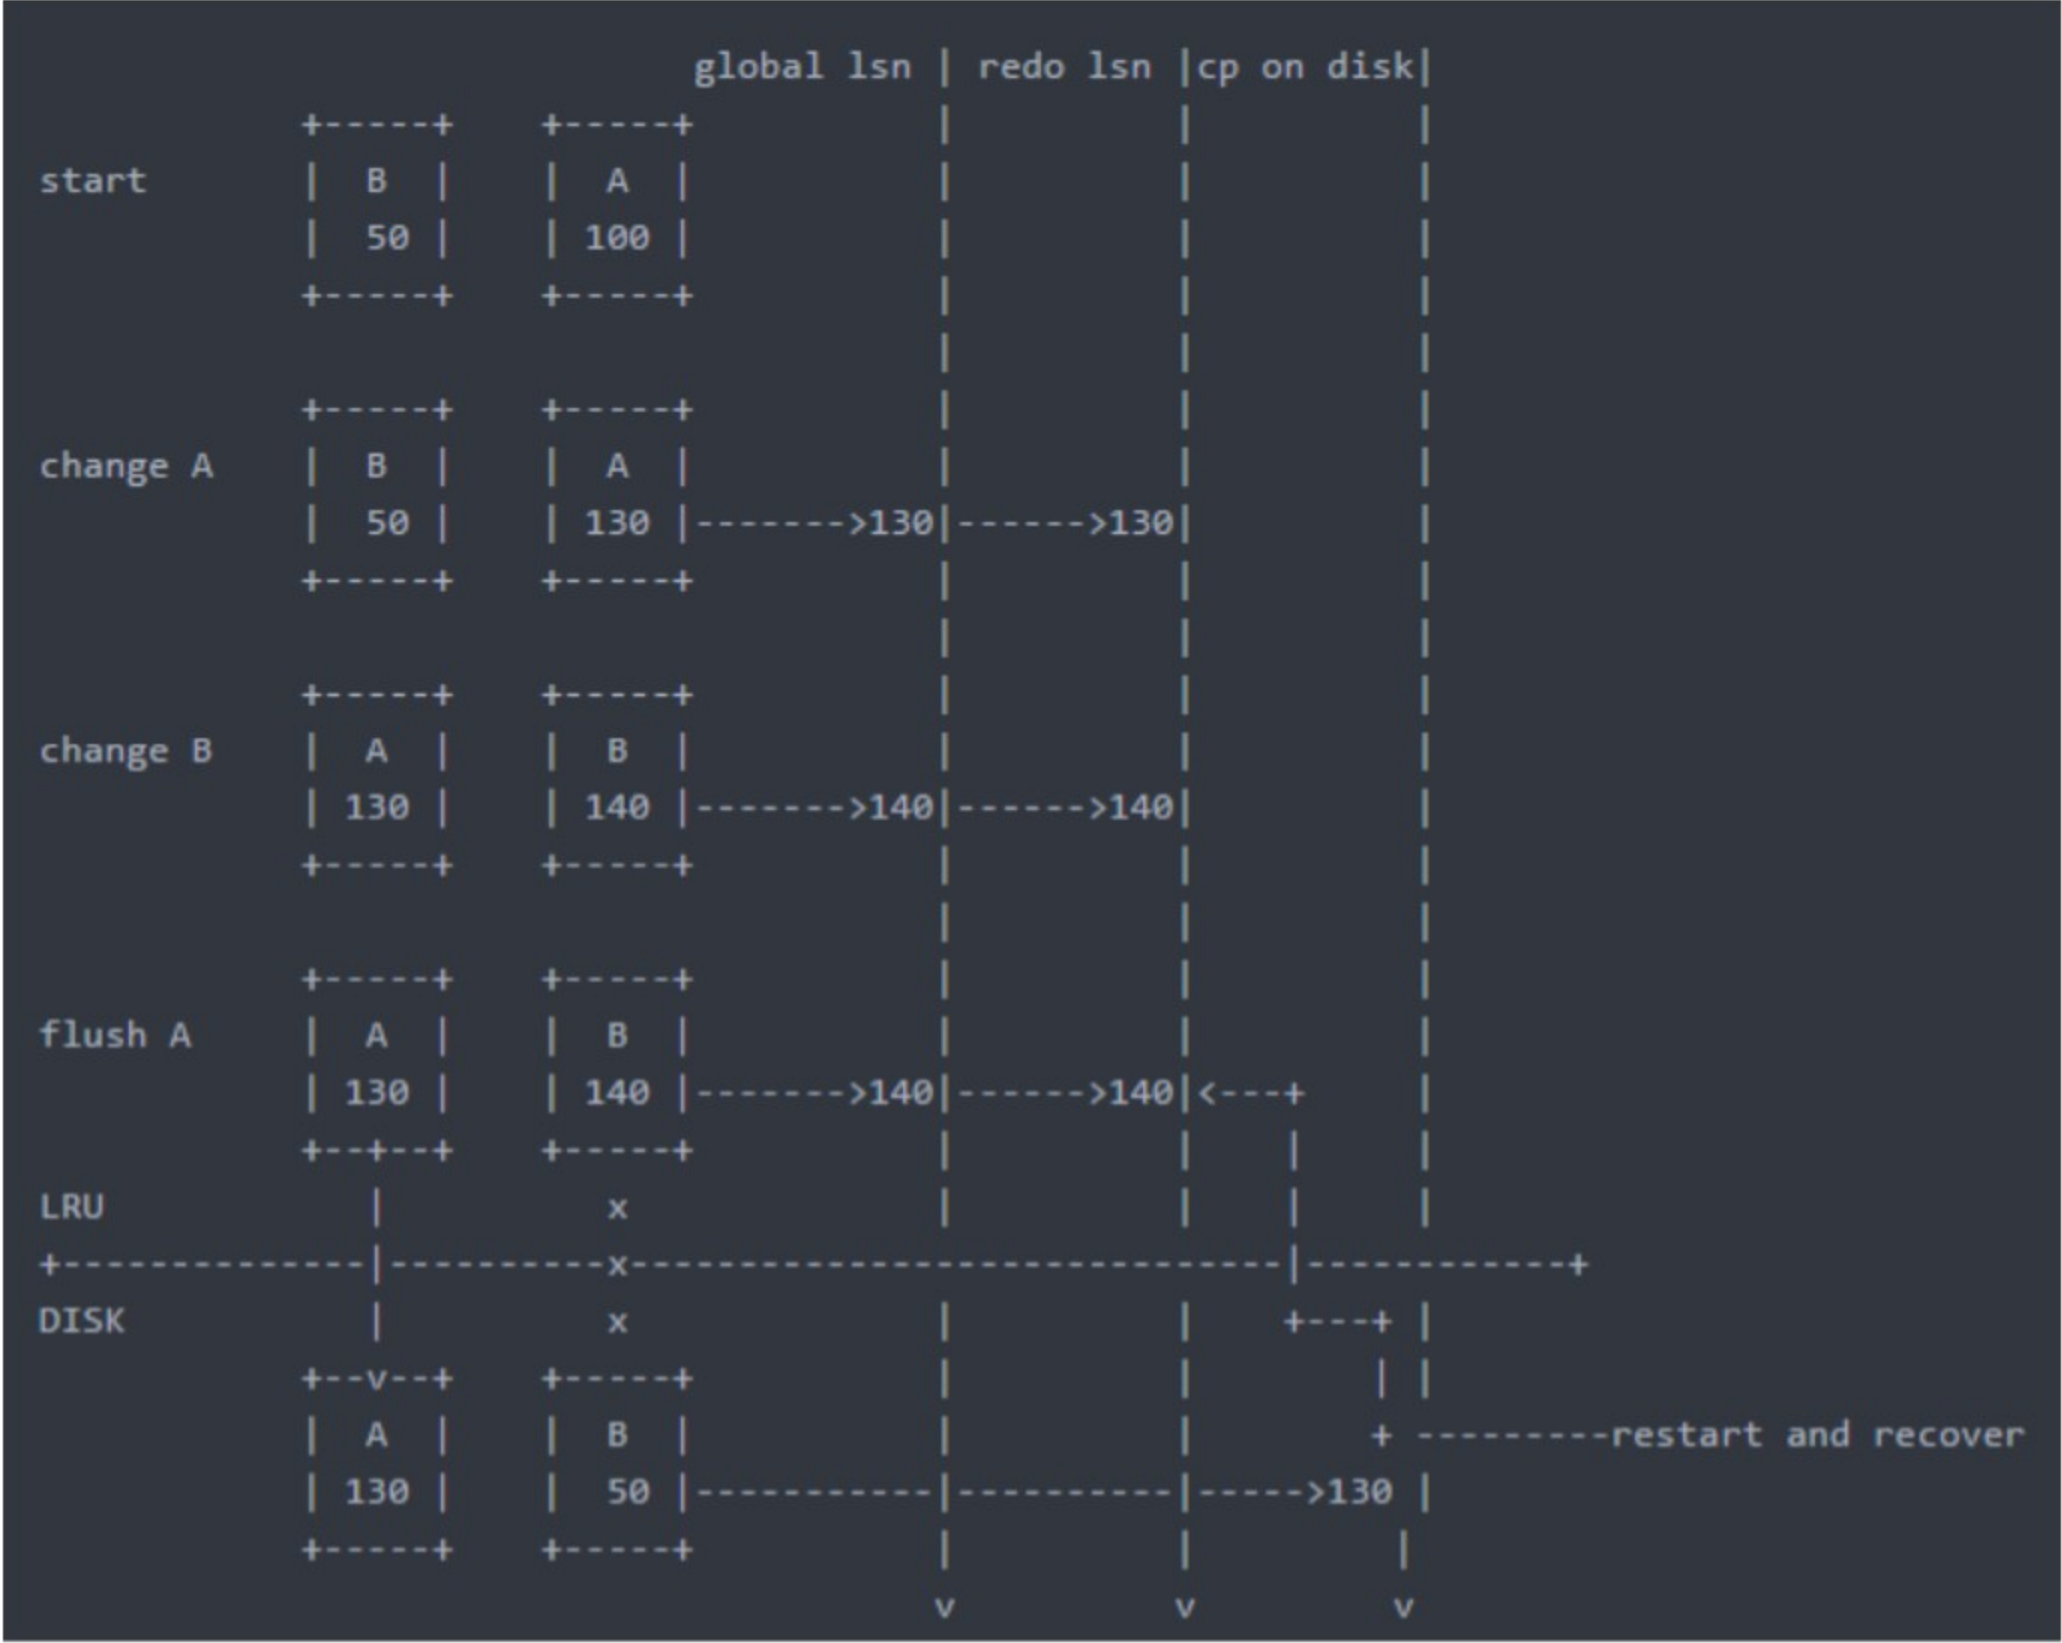 global lsn | redo lsn |cp on disk|
            +-----+    +-----+           |          |          |
start       |  B  |    |  A  |           |          |          |
            |  50 |    | 100 |           |          |          |
            +-----+    +-----+           |          |          |
                                         |          |          |
            +-----+    +-----+           |          |          |
change A    |  B  |    |  A  |           |          |          |
            |  50 |    | 130 |------->130|------>130|          |
            +-----+    +-----+           |          |          |
                                         |          |          |
            +-----+    +-----+           |          |          |
change B    |  A  |    |  B  |           |          |          |
            | 130 |    | 140 |------->140|------>140|          |
            +-----+    +-----+           |          |          |
                                         |          |          |
            +-----+    +-----+           |          |          |
flush A     |  A  |    |  B  |           |          |          |
            | 130 |    | 140 |------->140|------>140|<---+     |
            +--+--+    +-----+           |          |    |     |
LRU            |          x              |          |    |     |
+--------------|----------x------------------------------|------------+
DISK           |          x              |          |    +---+ |
            +--v--+    +-----+           |          |        | |
            |  A  |    |  B  |           |          |        + ---------restart and recover
            | 130 |    |  50 |-----------|----------|----->130 |
            +-----+    +-----+           |          |         |
                                         v          v         v